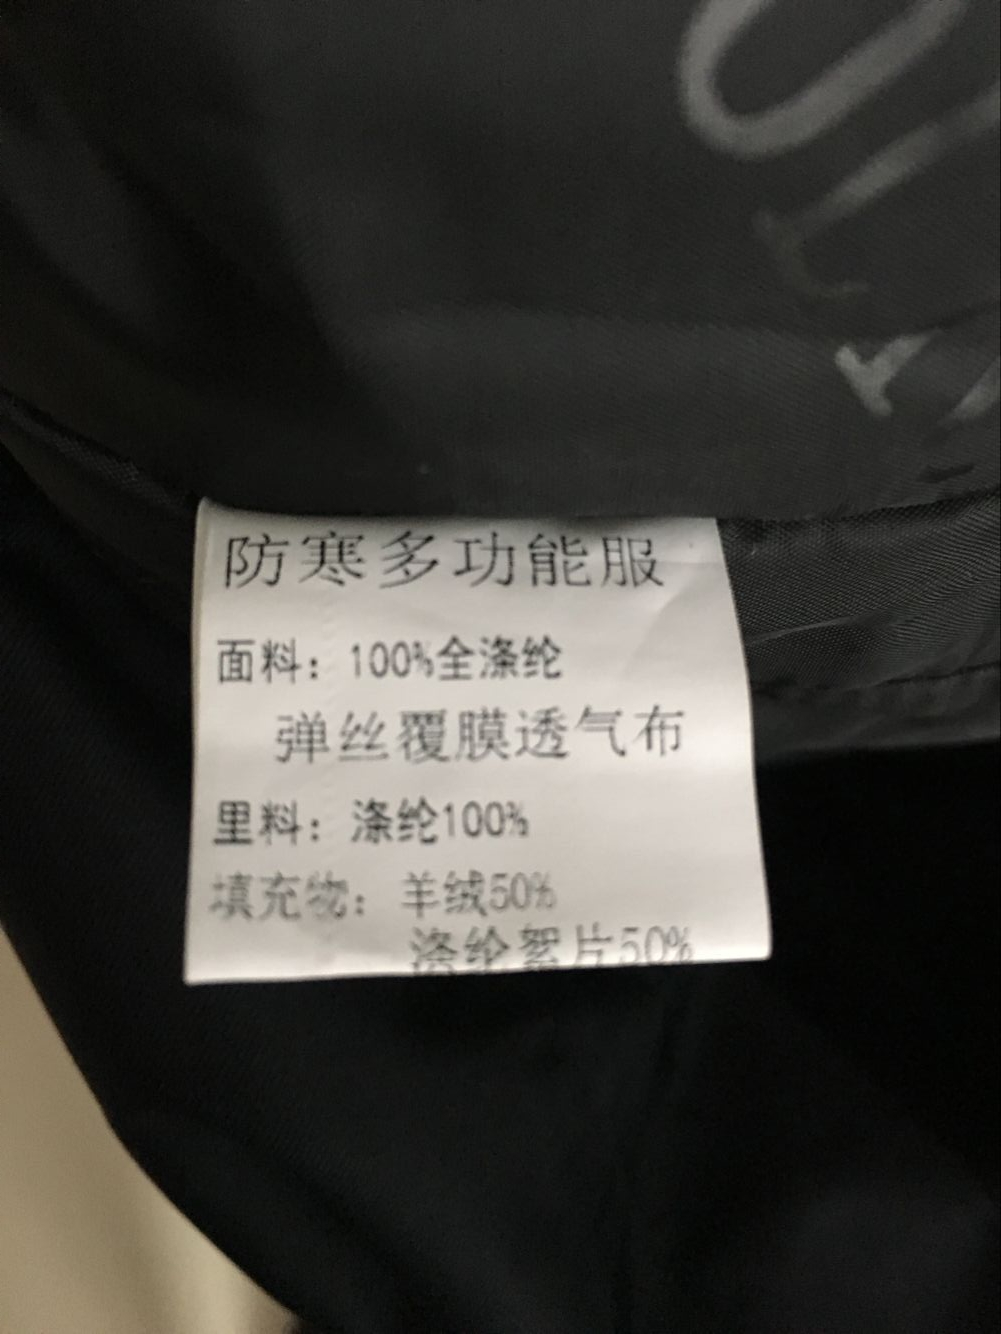 防寒多功能服
面料：100%全涤纶
弹丝覆膜透气布
里料：涤纶100%
填充物：羊绒50%
涤纶絮片50%